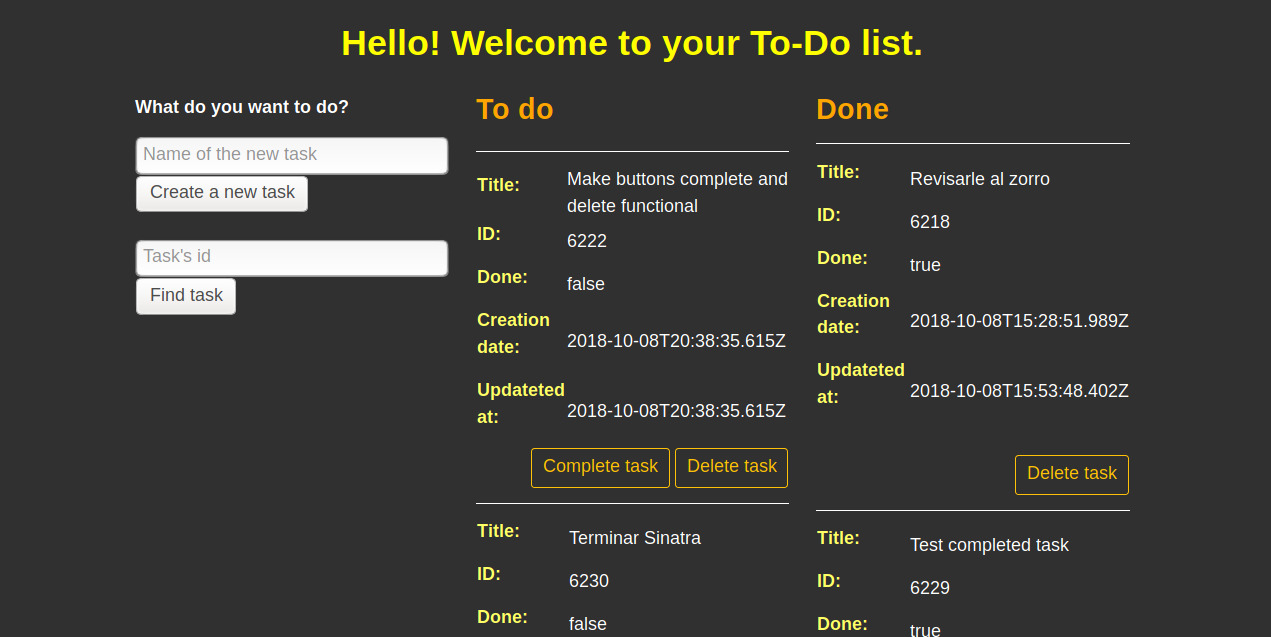 Hello! Welcome to your To-Do list.
What do you want to do?
Name of the new task
Create a new task
Task's id
Find task
To do
Title: Make buttons complete and
delete functional
ID: 6222
Done: false
Creation
date: 2018-10-08T20:38:35.615Z
Updateted
at: 2018-10-08T20:38:35.615Z
Complete task Delete task
Title: Terminar Sinatra
ID: 6230
Done: false
Done
Title: Revisarle al zorro
ID: 6218
Done: true
Creation
date: 2018-10-08T15:28:51.989Z
Updateted
at: 2018-10-08T15:53:48.402Z
Delete task
Title: Test completed task
ID: 6229
Done: true